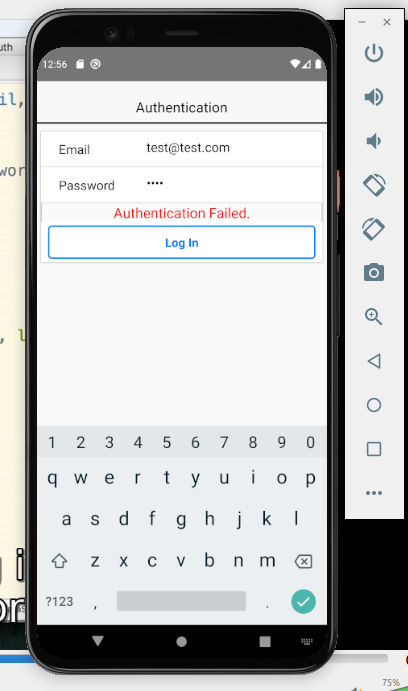 uth
12:56
Authentication
il,
Email test@test.com
wor
Password ••••
Authentication Failed.
Log In
, l
1 2 3 4 5 6 7 8 9 0
q w e r t y u i o p
a s d f g h j k l
z x c v b n m
?123 , .
75%